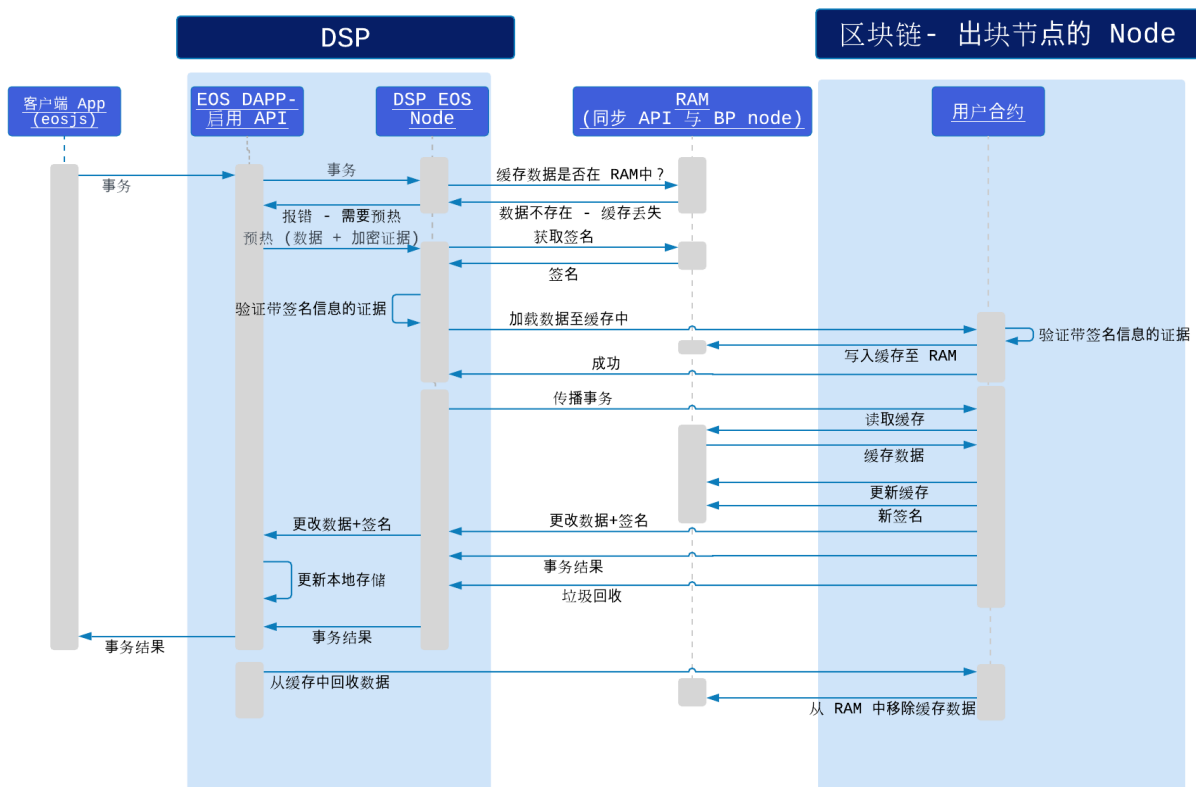 DSP
区块链- 出块节点的 Node
客户端 App
(eosjs)
EOS DAPP-
启用 API
DSP EOS
Node
RAM
(同步 API 与 BP node)
用户合约
事务
事务
缓存数据是否在 RAM中？
报错 - 需要预热
数据不存在 - 缓存丢失
预热 (数据 + 加密证据)
获取签名
签名
验证带签名信息的证据
加载数据至缓存中
验证带签名信息的证据
写入缓存至 RAM
成功
传播事务
读取缓存
缓存数据
更新缓存
新签名
更改数据+签名
更改数据+签名
事务结果
更新本地存储
垃圾回收
事务结果
事务结果
从缓存中回收数据
从 RAM 中移除缓存数据